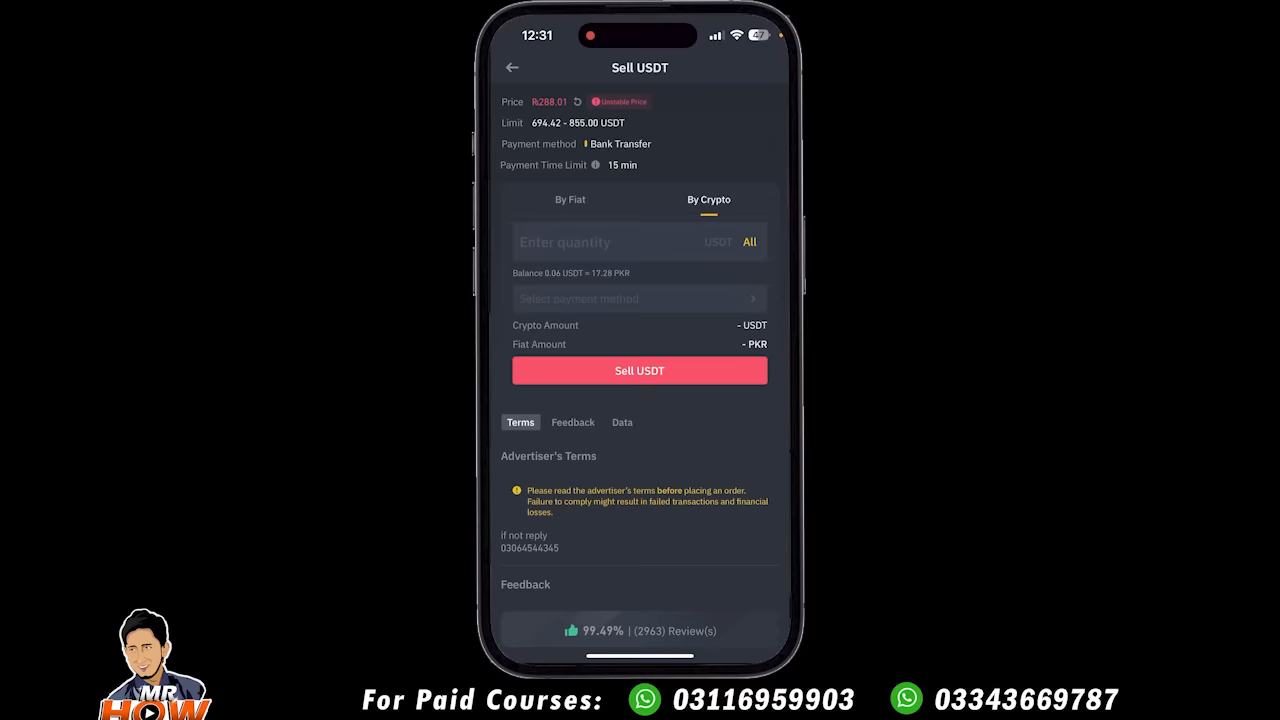 12:31
47
Sell USDT
Price ₨288.01 Unstable Price
Limit 694.42 - 855.00 USDT
Payment method Bank Transfer
Payment Time Limit 15 min
By Fiat By Crypto
Enter quantity USDT All
Balance 0.06 USDT = 17.28 PKR
Select payment method
Crypto Amount - USDT
Fiat Amount - PKR
Sell USDT
Terms Feedback Data
Advertiser's Terms
Please read the advertiser's terms before placing an order.
Failure to comply might result in failed transactions and financial
losses.
if not reply
03064544345
Feedback
99.49% | (2963) Review(s)
MR
HOW
For Paid Courses: 03116959903 03343669787